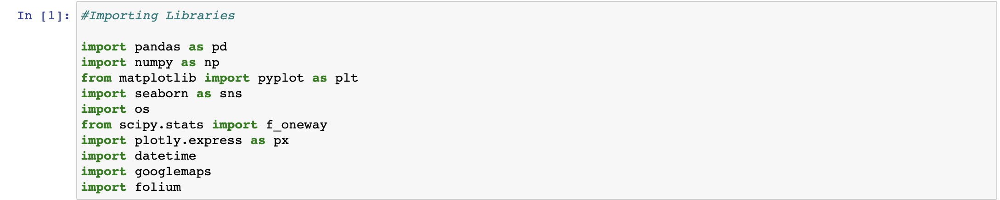 In [1]: #Importing Libraries
import pandas as pd
import numpy as np
from matplotlib import pyplot as plt
import seaborn as sns
import os
from scipy.stats import f_oneway
import plotly.express as px
import datetime
import googlemaps
import folium